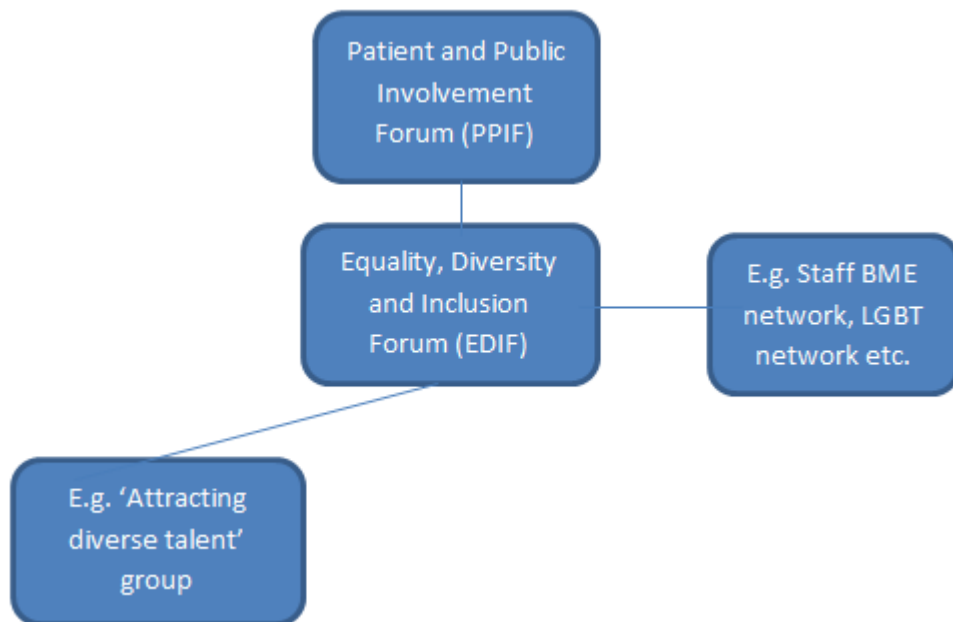 Patient and Public
Involvement
Forum (PPIF)
Equality, Diversity
and Inclusion
Forum (EDIF)
E.g. Staff BME
network, LGBT
network etc.
E.g. ‘Attracting
diverse talent’
group